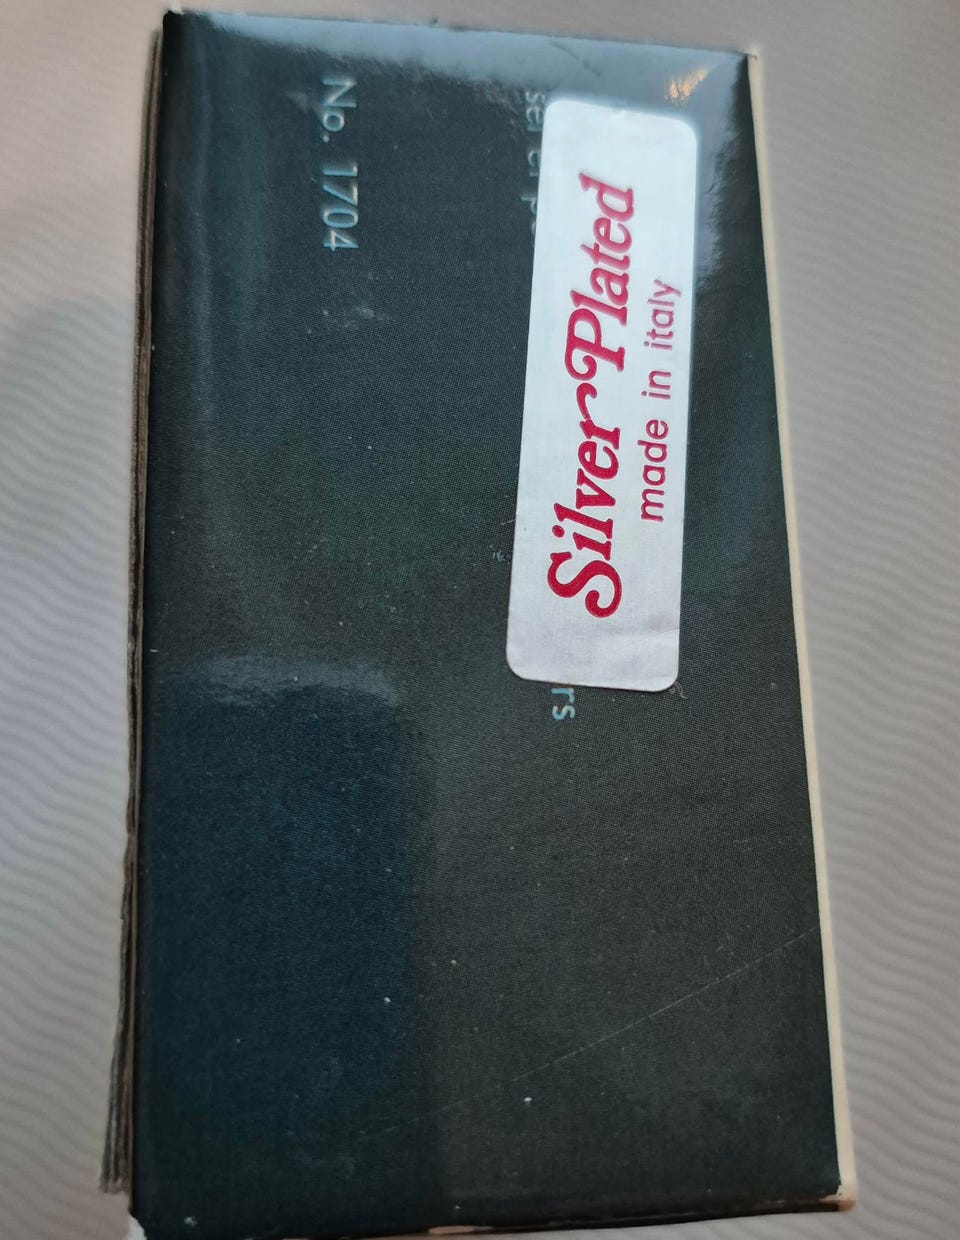 No. 1704
Silver Plated
made in italy